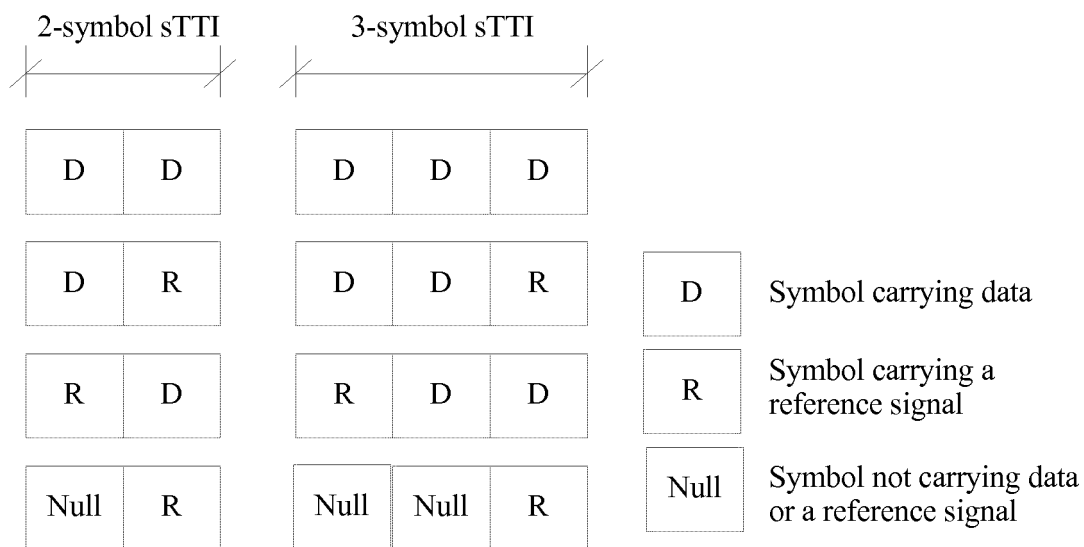 2-symbol sTTI 3-symbol sTTI
D D D D D
D R D D R
D Symbol carrying data
R D R D D
R Symbol carrying a
reference signal
Null R Null Null R
Null Symbol not carrying data
or a reference signal